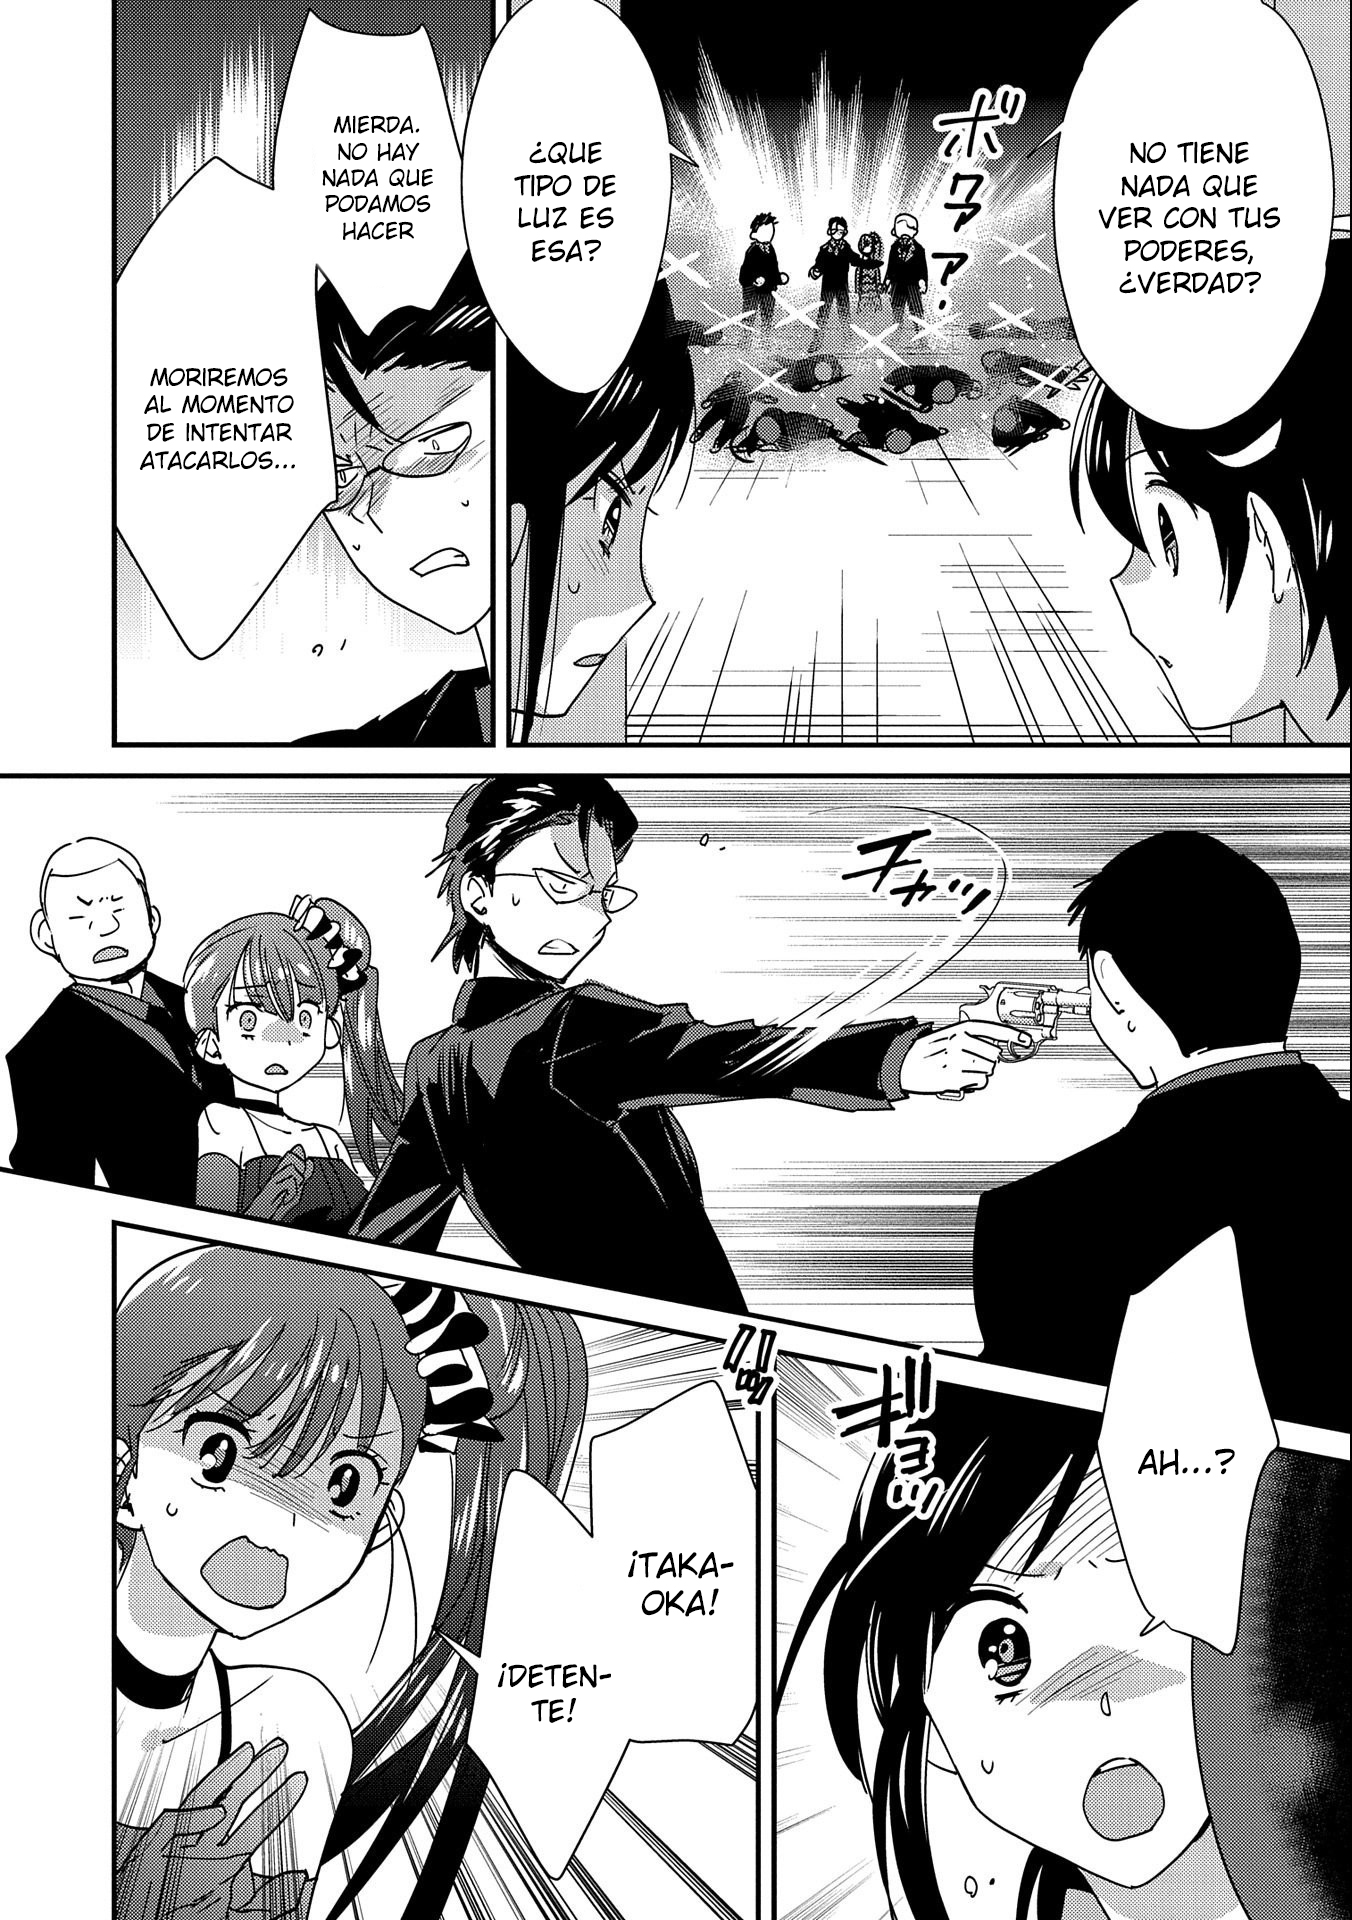 NO TIENE
NADA QUE
VER CON TUS
PODERES,
¿VERDAD?
ボワアァ・
¿QUE
TIPO DE
LUZ ES
ESA?
MIERDA.
NO HAY
NADA QUE
PODAMOS
HACER
MORIREMOS
AL MOMENTO
DE INTENTAR
ATACARLOS...
チャッ
AH...?
ギョッ
¡TAKA-
OKA!
¡DETEN-
TE!